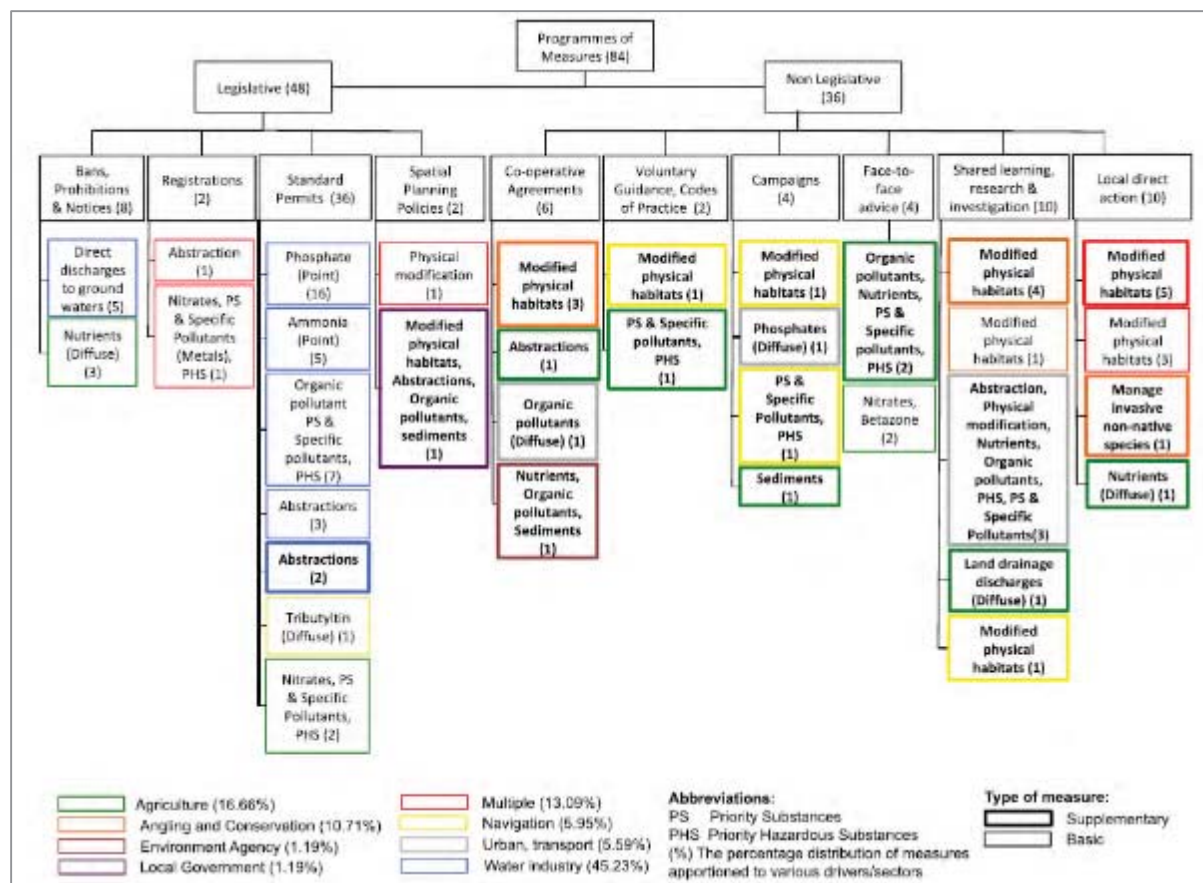 Programmes of
Measures (84)
Legislative (48)
Non Legislative
(36)
Bans,
Prohibitions
& Notices (8)
Registrations
(2)
Standard
Permits (36)
Spatial
Planning
Policies (2)
Co-operative
Agreements
(6)
Voluntary
Guidance, Codes
of Practice (2)
Campaigns
(4)
Face-to-
face
advice (4)
Shared learning,
research &
investigation (10)
Local direct
action (10)
Direct
discharges
to ground
waters (5)
Nutrients
(Diffuse)
(3)
Abstraction
(1)
Nitrates, PS
& Specific
Pollutants
(Metals),
PHS (1)
Phosphate
(Point)
(16)
Ammonia
(Point)
(5)
Organic
pollutant
PS &
Specific
pollutants,
PHS (7)
Abstractions
(3)
Abstractions
(2)
Tributyltin
(Diffuse) (1)
Nitrates, PS
& Specific
Pollutants,
PHS (2)
Physical
modification
(1)
Modified
physical
habitats,
Abstractions,
Organic
pollutants,
sediments
(1)
Modified
physical
habitats (3)
Abstractions
(1)
Organic
pollutants
(Diffuse) (1)
Nutrients,
Organic
pollutants,
Sediments
(1)
Modified
physical
habitats (1)
PS & Specific
pollutants,
PHS
(1)
Modified
physical
habitats (1)
Phosphates
(Diffuse) (1)
PS &
Specific
Pollutants,
PHS
(1)
Sediments
(1)
Organic
pollutants,
Nutrients,
PS &
Specific
pollutants,
PHS (2)
Nitrates,
Betazone
(2)
Modified
physical
habitats (4)
Modified
physical
habitats (1)
Abstraction,
Physical
modification,
Nutrients,
Organic
pollutants,
PHS, PS &
Specific
Pollutants(3)
Land drainage
discharges
(Diffuse) (1)
Modified
physical
habitats (1)
Modified
physical
habitats (5)
Modified
physical
habitats (3)
Manage
invasive
non-native
species (1)
Nutrients
(Diffuse) (1)
Agriculture (16.66%)
Angling and Conservation (10.71%)
Environment Agency (1.19%)
Local Government (1.19%)
Multiple (13.09%)
Navigation (5.95%)
Urban, transport (5.59%)
Water industry (45.23%)
Abbreviations:
PS Priority Substances
PHS Priority Hazardous Substances
(%) The percentage distribution of measures
apportioned to various drivers/sectors
Type of measure:
Supplementary
Basic